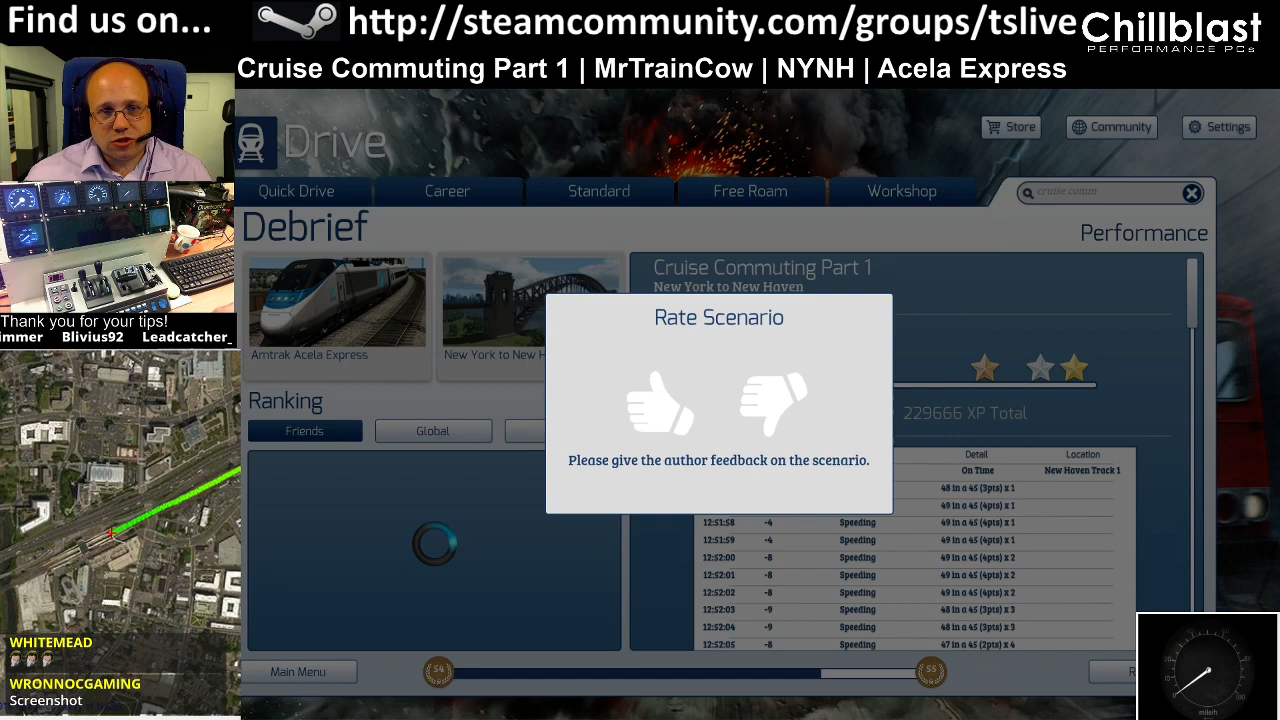 Find us on...
http://steamcommunity.com/groups/tslive
Chillblast
PERFORMANCE PCs
Cruise Commuting Part 1 | MrTrainCow | NYNH | Acela Express
Drive
Store
Community
Settings
Quick Drive
Career
Standard
Free Roam
Workshop
cruise comm
Debrief
Performance
Amtrak Acela Express
New York to New H
Cruise Commuting Part 1
New York to New Haven
Rate Scenario
Please give the author feedback on the scenario.
229666 XP Total
Ranking
Friends
Global
Detail Location
On Time New Haven Track 1
48 in a 45 (3pts) x 1
49 in a 45 (4pts) x 1
12:51:58 -4 Speeding 49 in a 45 (4pts) x 1
12:51:59 -4 Speeding 49 in a 45 (4pts) x 1
12:52:00 -8 Speeding 49 in a 45 (4pts) x 2
12:52:01 -8 Speeding 49 in a 45 (4pts) x 2
12:52:02 -8 Speeding 49 in a 45 (4pts) x 2
12:52:03 -9 Speeding 48 in a 45 (3pts) x 3
12:52:04 -9 Speeding 48 in a 45 (3pts) x 3
12:52:05 -8 Speeding 47 in a 45 (2pts) x 4
Main Menu
54
55
R
Thank you for your tips!
immer Blivius92 Leadcatcher_
WHITEMEAD
WRONNOCGAMING
Screenshot
mile/h